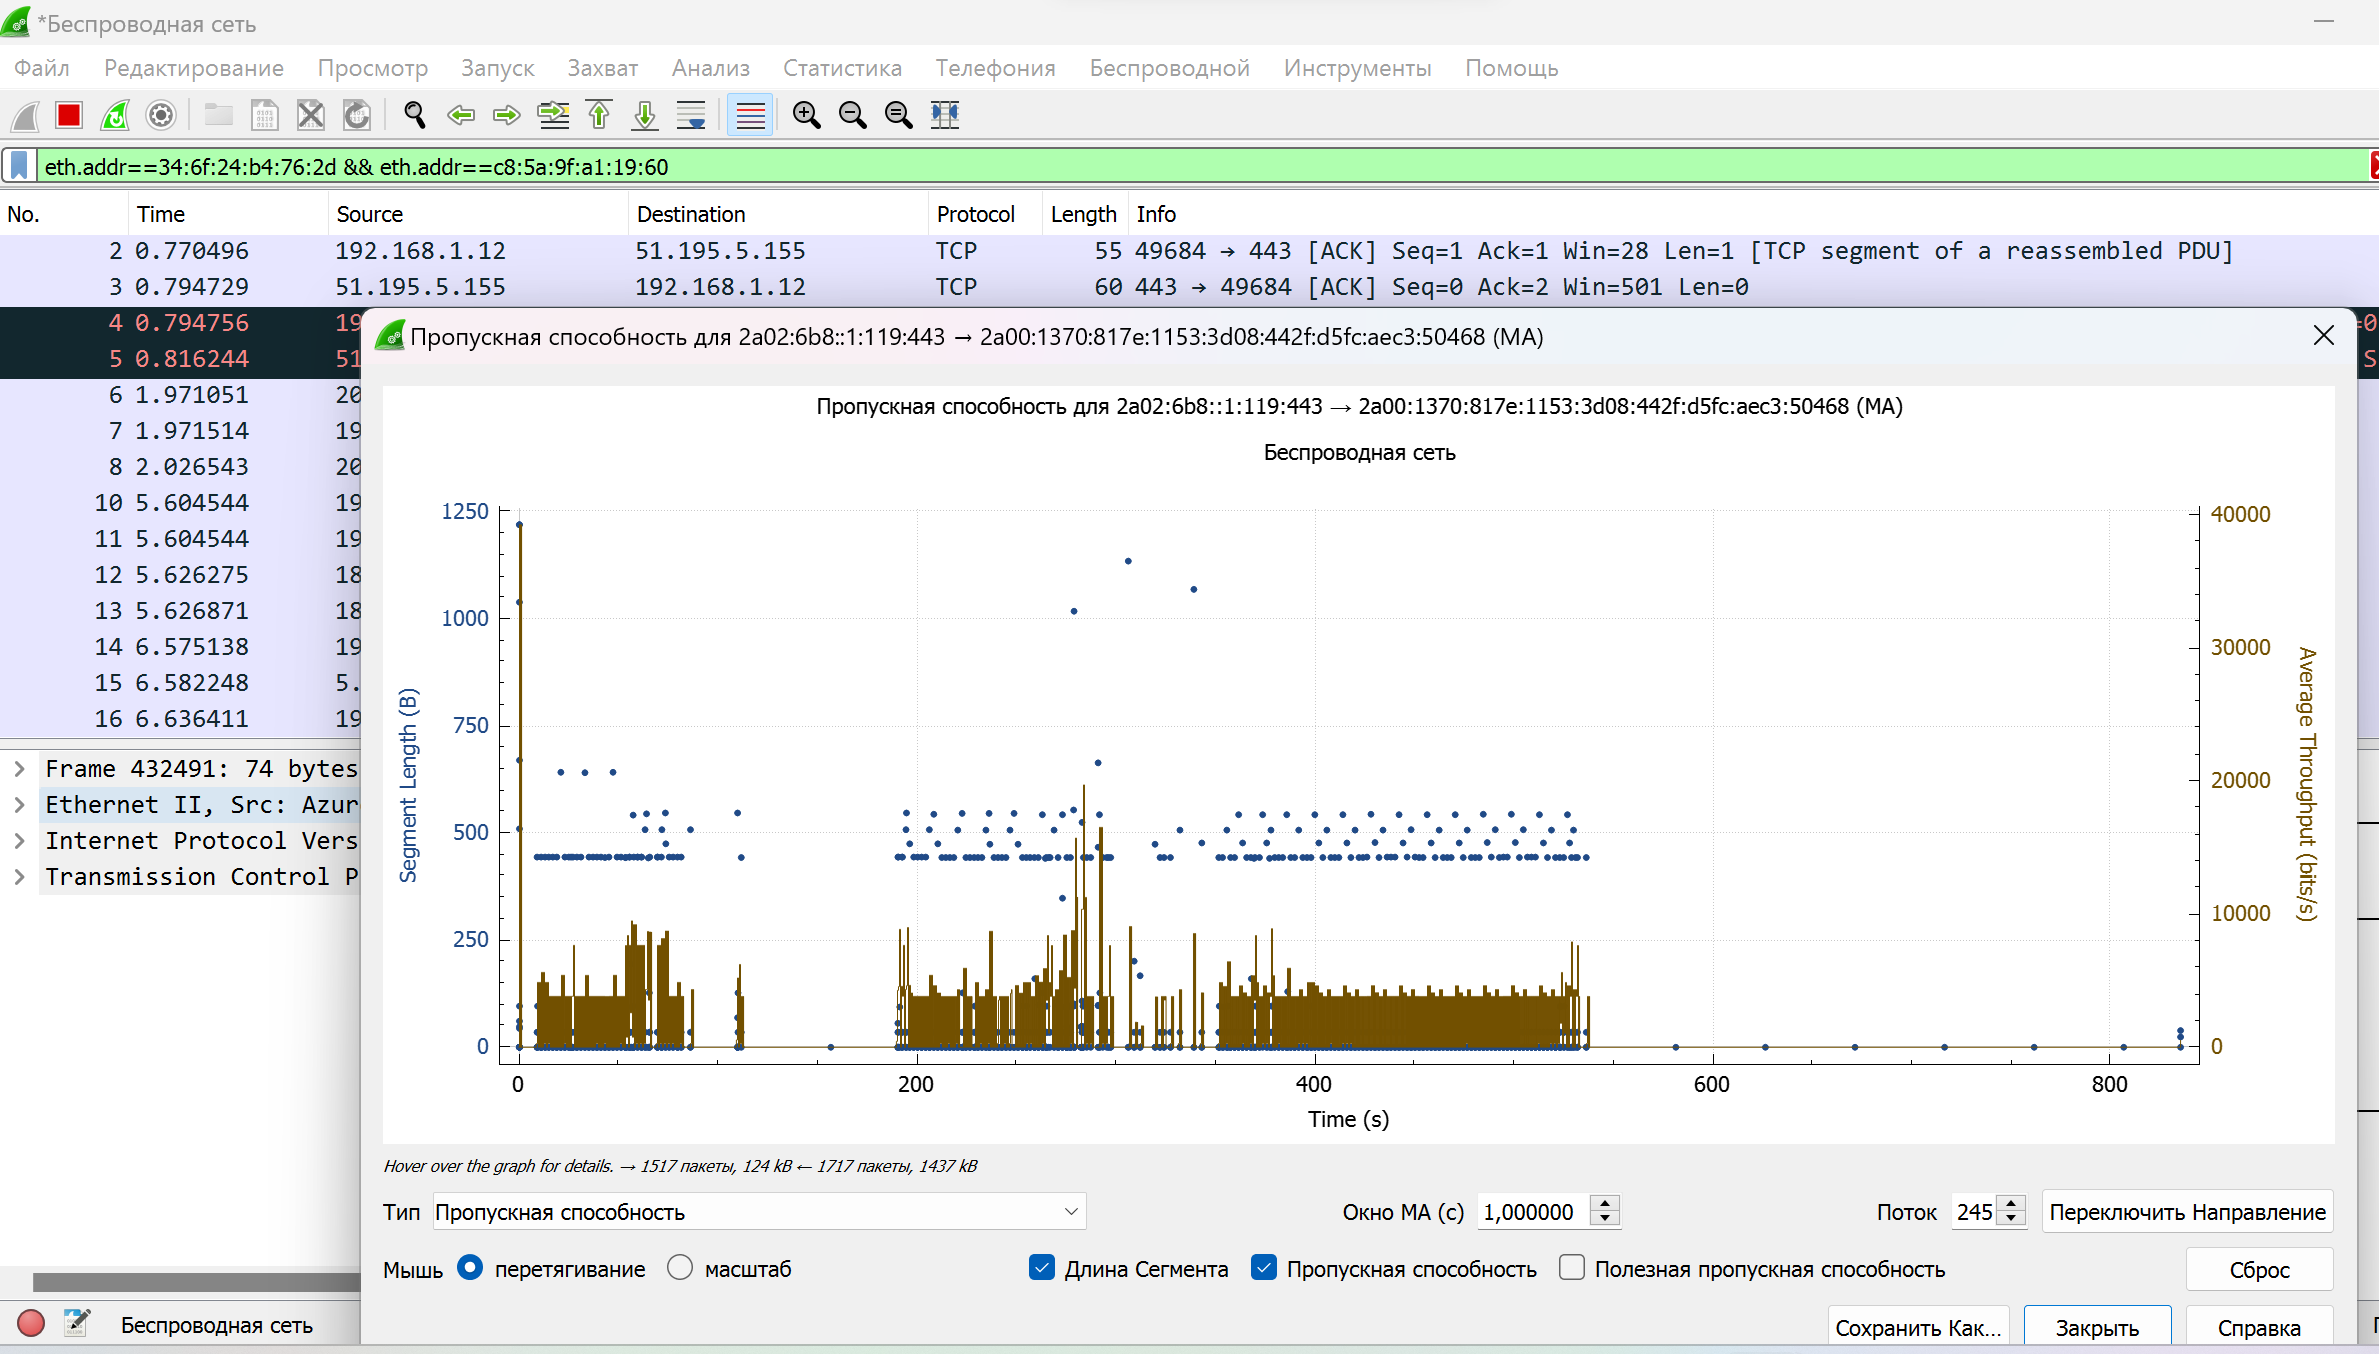 *Беспроводная сеть
Файл Редактирование Просмотр Запуск Захват Анализ Статистика Телефония Беспроводной Инструменты Помощь
eth.addr==34:6f:24:b4:76:2d && eth.addr==c8:5a:9f:a1:19:60
No. Time Source Destination Protocol Length Info
2 0.770496 192.168.1.12 51.195.5.155 TCP 55 49684 → 443 [ACK] Seq=1 Ack=1 Win=28 Len=1 [TCP segment of a reassembled PDU]
3 0.794729 51.195.5.155 192.168.1.12 TCP 60 443 → 49684 [ACK] Seq=0 Ack=2 Win=501 Len=0
4 0.794756 19 =0
5 0.816244 51 S
6 1.971051 20
7 1.971514 19
8 2.026543 20
10 5.604544 19
11 5.604544 19
12 5.626275 18
13 5.626871 18
14 6.575138 19
15 6.582248 5.
16 6.636411 19
Frame 432491: 74 bytes
Ethernet II, Src: Azur
Internet Protocol Vers
Transmission Control P
Беспроводная сеть
Пропускная способность для 2a02:6b8::1:119:443 → 2a00:1370:817e:1153:3d08:442f:d5fc:aec3:50468 (MA)
Пропускная способность для 2a02:6b8::1:119:443 → 2a00:1370:817e:1153:3d08:442f:d5fc:aec3:50468 (MA)
Беспроводная сеть
Segment Length (B)
1250
1000
750
500
250
0
40000
30000
20000
10000
0
Average Throughput (bits/s)
0 200 400 600 800
Time (s)
Hover over the graph for details. → 1517 пакеты, 124 kB ← 1717 пакеты, 1437 kB
Тип Пропускная способность Окно MA (с) 1,000000 Поток 245 Переключить Направление
Мышь перетягивание масштаб Длина Сегмента Пропускная способность Полезная пропускная способность Сброс
Сохранить Как... Закрыть Справка